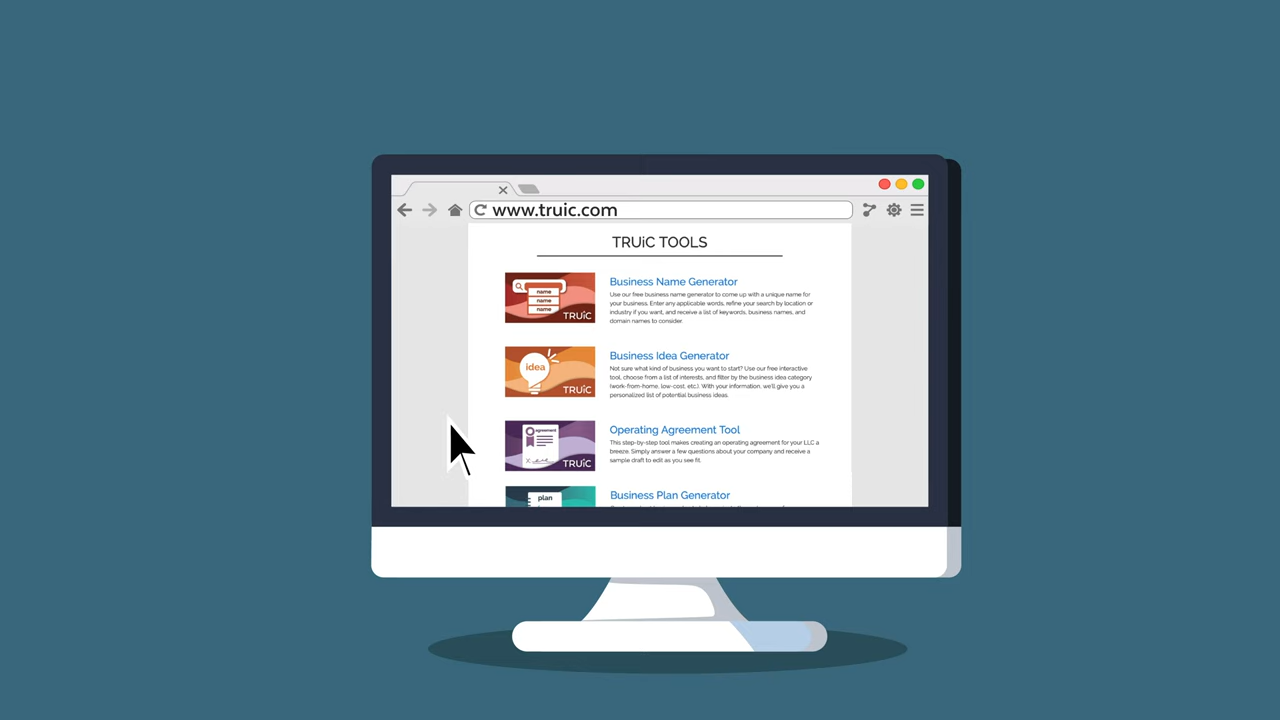 www.truic.com
TRUiC TOOLS
name
name
name
TRUiC
Business Name Generator
Use our free business name generator to come up with a unique name for
your business. Enter any applicable words, refine your search by location or
industry if you want, and receive a list of keywords, business names, and
domain names to consider.
idea
TRUiC
Business Idea Generator
Not sure what kind of business you want to start? Use our free interactive
tool, choose from a list of interests, and filter by the business idea category
(work-from-home, low-cost, etc.). With your information, we'll give you a
personalized list of potential business ideas.
agreement
TRUiC
Operating Agreement Tool
This step-by-step tool makes creating an operating agreement for your LLC a
breeze. Simply answer a few questions about your company and receive a
sample draft to edit as you see fit.
plan
Business Plan Generator